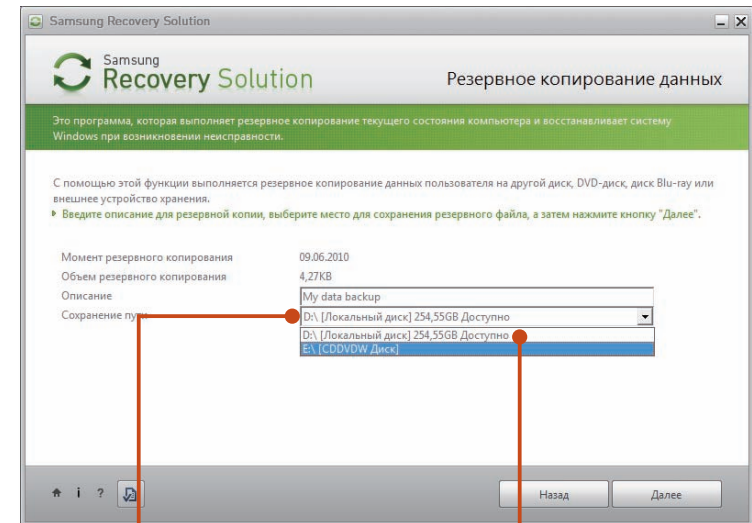 Samsung Recovery Solution
Samsung
Recovery Solution
Резервное копирование данных
Это программа, которая выполняет резервное копирование текущего состояния компьютера и восстанавливает систему
Windows при возникновении неисправности.
С помощью этой функции выполняется резервное копирование данных пользователя на другой диск, DVD-диск, диск Blu-ray или
внешнее устройство хранения.
Введите описание для резервной копии, выберите место для сохранения резервного файла, а затем нажмите кнопку "Далее".
Момент резервного копирования 09.06.2010
Объем резервного копирования 4,27KB
Описание My data backup
Сохранение пути D:\ [Локальный диск] 254,55GB Доступно
D:\ [Локальный диск] 254,55GB Доступно
E:\ [CDDVDW Диск]
i ? Назад Далее